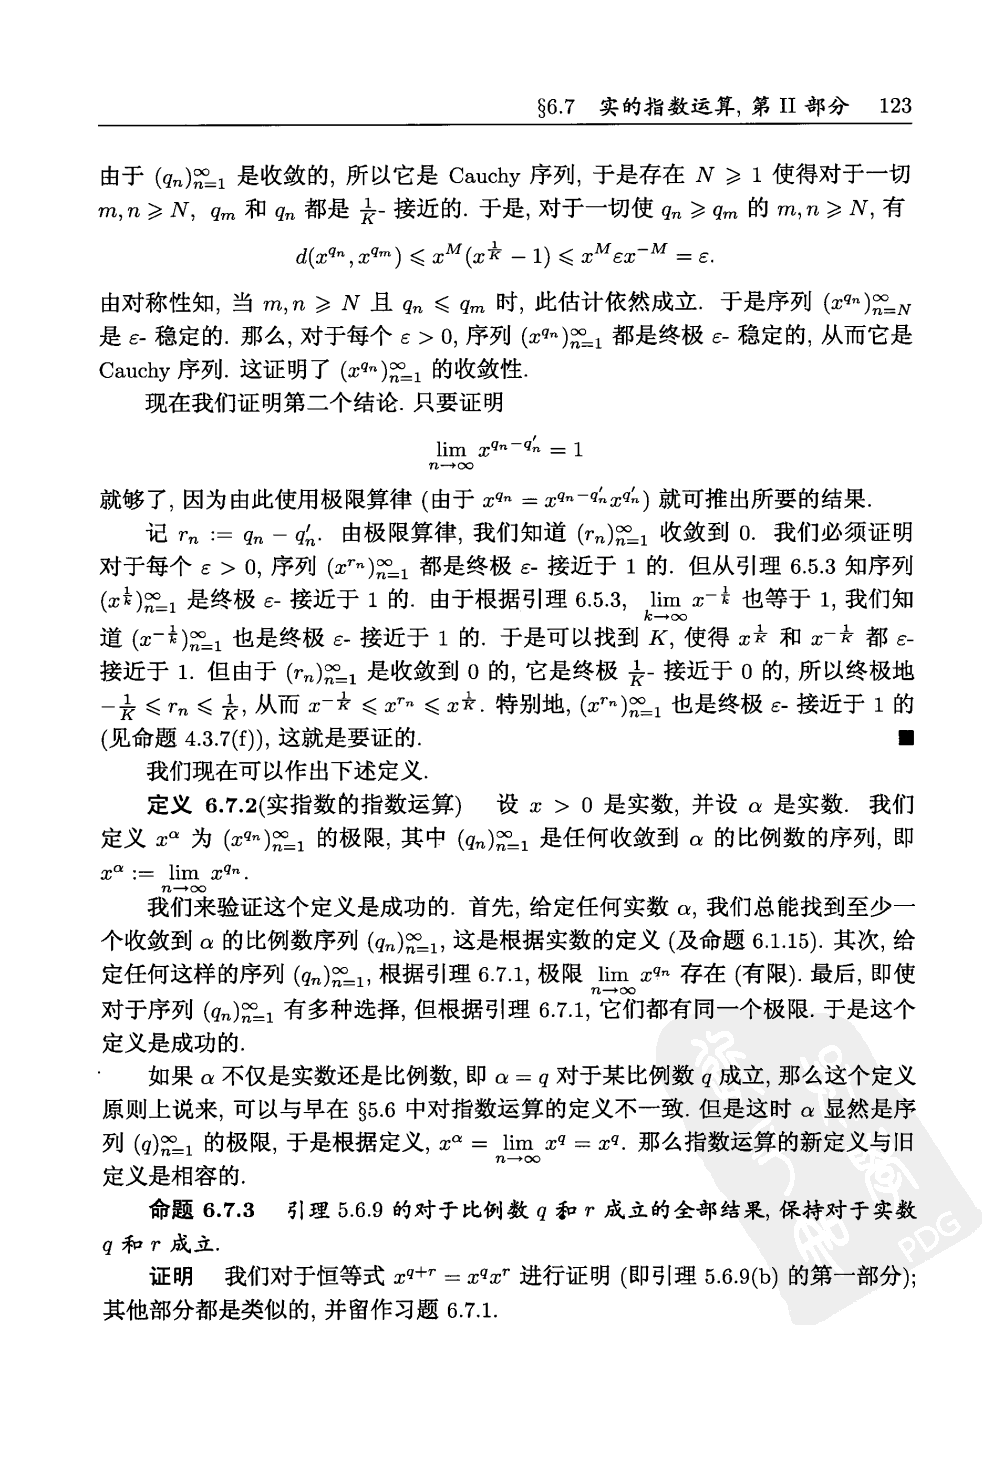 §6.7 实的指数运算, 第 II 部分 123
由于 $(q_n)_{n=1}^{\infty}$ 是收敛的, 所以它是 Cauchy 序列, 于是存在 $N \geqslant 1$ 使得对于一切
$m, n \geqslant N$, $q_m$ 和 $q_n$ 都是 $\frac{1}{K}$- 接近的. 于是, 对于一切使 $q_n \geqslant q_m$ 的 $m, n \geqslant N$, 有
$d(x^{q_n}, x^{q_m}) \leqslant x^M(x^{\frac{1}{K}} - 1) \leqslant x^M \varepsilon x^{-M} = \varepsilon.$
由对称性知, 当 $m, n \geqslant N$ 且 $q_n \leqslant q_m$ 时, 此估计依然成立. 于是序列 $(x^{q_n})_{n=N}^{\infty}$
是 $\varepsilon$- 稳定的. 那么, 对于每个 $\varepsilon > 0$, 序列 $(x^{q_n})_{n=1}^{\infty}$ 都是终极 $\varepsilon$- 稳定的, 从而它是
Cauchy 序列. 这证明了 $(x^{q_n})_{n=1}^{\infty}$ 的收敛性.
现在我们证明第二个结论. 只要证明
$\lim_{n \to \infty} x^{q_n - q_n'} = 1$
就够了, 因为由此使用极限算律 (由于 $x^{q_n} = x^{q_n - q_n'} x^{q_n'}$) 就可推出所要的结果.
记 $r_n := q_n - q_n'$. 由极限算律, 我们知道 $(r_n)_{n=1}^{\infty}$ 收敛到 0. 我们必须证明
对于每个 $\varepsilon > 0$, 序列 $(x^{r_n})_{n=1}^{\infty}$ 都是终极 $\varepsilon$- 接近于 1 的. 但从引理 6.5.3 知序列
$(x^{\frac{1}{k}})_{n=1}^{\infty}$ 是终极 $\varepsilon$- 接近于 1 的. 由于根据引理 6.5.3, $\lim_{k \to \infty} x^{-\frac{1}{k}}$ 也等于 1, 我们知
道 $(x^{-\frac{1}{k}})_{n=1}^{\infty}$ 也是终极 $\varepsilon$- 接近于 1 的. 于是可以找到 $K$, 使得 $x^{\frac{1}{K}}$ 和 $x^{-\frac{1}{K}}$ 都 $\varepsilon$-
接近于 1. 但由于 $(r_n)_{n=1}^{\infty}$ 是收敛到 0 的, 它是终极 $\frac{1}{K}$- 接近于 0 的, 所以终极地
$-\frac{1}{K} \leqslant r_n \leqslant \frac{1}{K}$, 从而 $x^{-\frac{1}{K}} \leqslant x^{r_n} \leqslant x^{\frac{1}{K}}$. 特别地, $(x^{r_n})_{n=1}^{\infty}$ 也是终极 $\varepsilon$- 接近于 1 的
(见命题 4.3.7(f)), 这就是要证的. ■
我们现在可以作出下述定义.
定义 6.7.2(实指数的指数运算) 设 $x > 0$ 是实数, 并设 $\alpha$ 是实数. 我们
定义 $x^{\alpha}$ 为 $(x^{q_n})_{n=1}^{\infty}$ 的极限, 其中 $(q_n)_{n=1}^{\infty}$ 是任何收敛到 $\alpha$ 的比例数的序列, 即
$x^{\alpha} := \lim_{n \to \infty} x^{q_n}$.
我们来验证这个定义是成功的. 首先, 给定任何实数 $\alpha$, 我们总能找到至少一
个收敛到 $\alpha$ 的比例数序列 $(q_n)_{n=1}^{\infty}$, 这是根据实数的定义 (及命题 6.1.15). 其次, 给
定任何这样的序列 $(q_n)_{n=1}^{\infty}$, 根据引理 6.7.1, 极限 $\lim_{n \to \infty} x^{q_n}$ 存在 (有限). 最后, 即使
对于序列 $(q_n)_{n=1}^{\infty}$ 有多种选择, 但根据引理 6.7.1, 它们都有同一个极限. 于是这个
定义是成功的.
如果 $\alpha$ 不仅是实数还是比例数, 即 $\alpha = q$ 对于某比例数 $q$ 成立, 那么这个定义
原则上说来, 可以与早在 §5.6 中对指数运算的定义不一致. 但是这时 $\alpha$ 显然是序
列 $(q)_{n=1}^{\infty}$ 的极限, 于是根据定义, $x^{\alpha} = \lim_{n \to \infty} x^q = x^q$. 那么指数运算的新定义与旧
定义是相容的.
命题 6.7.3 引理 5.6.9 的对于比例数 $q$ 和 $r$ 成立的全部结果, 保持对于实数
$q$ 和 $r$ 成立.
证明 我们对于恒等式 $x^{q+r} = x^q x^r$ 进行证明 (即引理 5.6.9(b) 的第一部分);
其他部分都是类似的, 并留作习题 6.7.1.
PDG